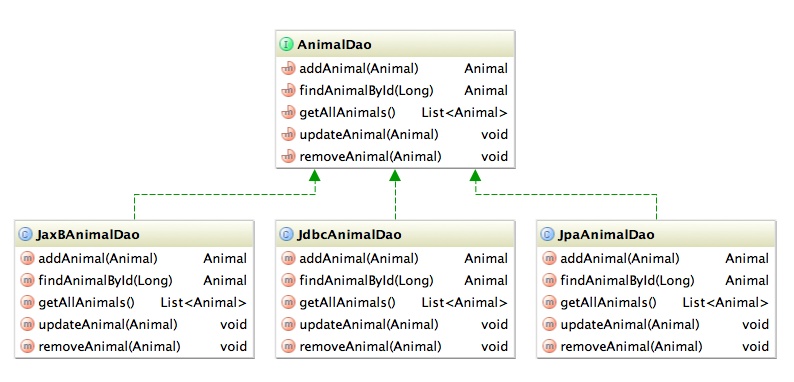 I AnimalDao
m addAnimal(Animal) Animal
m findAnimalById(Long) Animal
m getAllAnimals() List<Animal>
m updateAnimal(Animal) void
m removeAnimal(Animal) void
C JaxBAnimalDao
m addAnimal(Animal) Animal
m findAnimalById(Long) Animal
m getAllAnimals() List<Animal>
m updateAnimal(Animal) void
m removeAnimal(Animal) void
C JdbcAnimalDao
m addAnimal(Animal) Animal
m findAnimalById(Long) Animal
m getAllAnimals() List<Animal>
m updateAnimal(Animal) void
m removeAnimal(Animal) void
C JpaAnimalDao
m addAnimal(Animal) Animal
m findAnimalById(Long) Animal
m getAllAnimals() List<Animal>
m updateAnimal(Animal) void
m removeAnimal(Animal) void